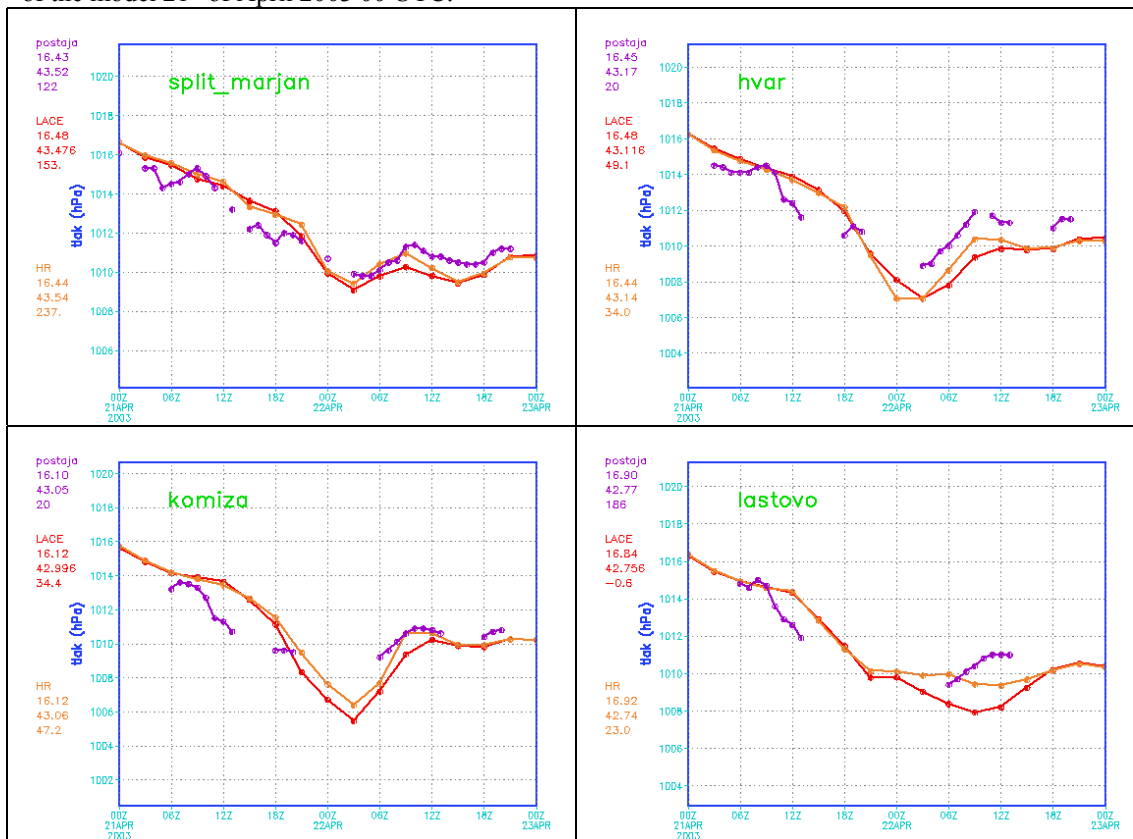 of the model 21 of April 2003 00 UTC.
postaja
16.43
43.52
122
LACE
16.48
43.476
153.
HR
16.44
43.54
237.
split_marjan
tlak (hPa)
1020
1018
1016
1014
1012
1010
1008
1006
00Z 06Z 12Z 18Z 00Z 06Z 12Z 18Z 00Z
21APR 22APR 23APR
2003
postaja
16.45
43.17
20
LACE
16.48
43.116
49.1
HR
16.44
43.14
34.0
hvar
tlak (hPa)
1020
1018
1016
1014
1012
1010
1008
1006
1004
00Z 06Z 12Z 18Z 00Z 06Z 12Z 18Z 00Z
21APR 22APR 23APR
2003
postaja
16.10
43.05
20
LACE
16.12
42.996
34.4
HR
16.12
43.06
47.2
komiza
tlak (hPa)
1020
1018
1016
1014
1012
1010
1008
1006
1004
1002
00Z 06Z 12Z 18Z 00Z 06Z 12Z 18Z 00Z
21APR 22APR 23APR
2003
postaja
16.90
42.77
186
LACE
16.84
42.756
−0.6
HR
16.92
42.74
23.0
lastovo
tlak (hPa)
1020
1018
1016
1014
1012
1010
1008
1006
1004
00Z 06Z 12Z 18Z 00Z 06Z 12Z 18Z 00Z
21APR 22APR 23APR
2003